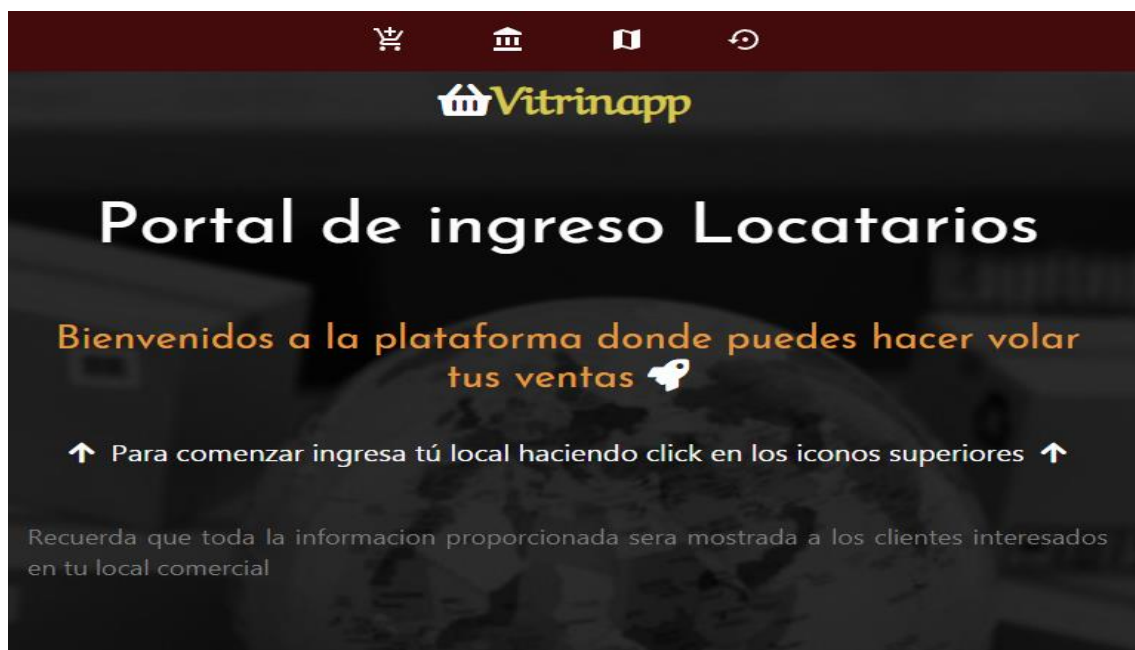 Vitrinapp
Portal de ingreso Locatarios
Bienvenidos a la plataforma donde puedes hacer volar
tus ventas
Para comenzar ingresa tú local haciendo click en los iconos superiores
Recuerda que toda la informacion proporcionada sera mostrada a los clientes interesados
en tu local comercial